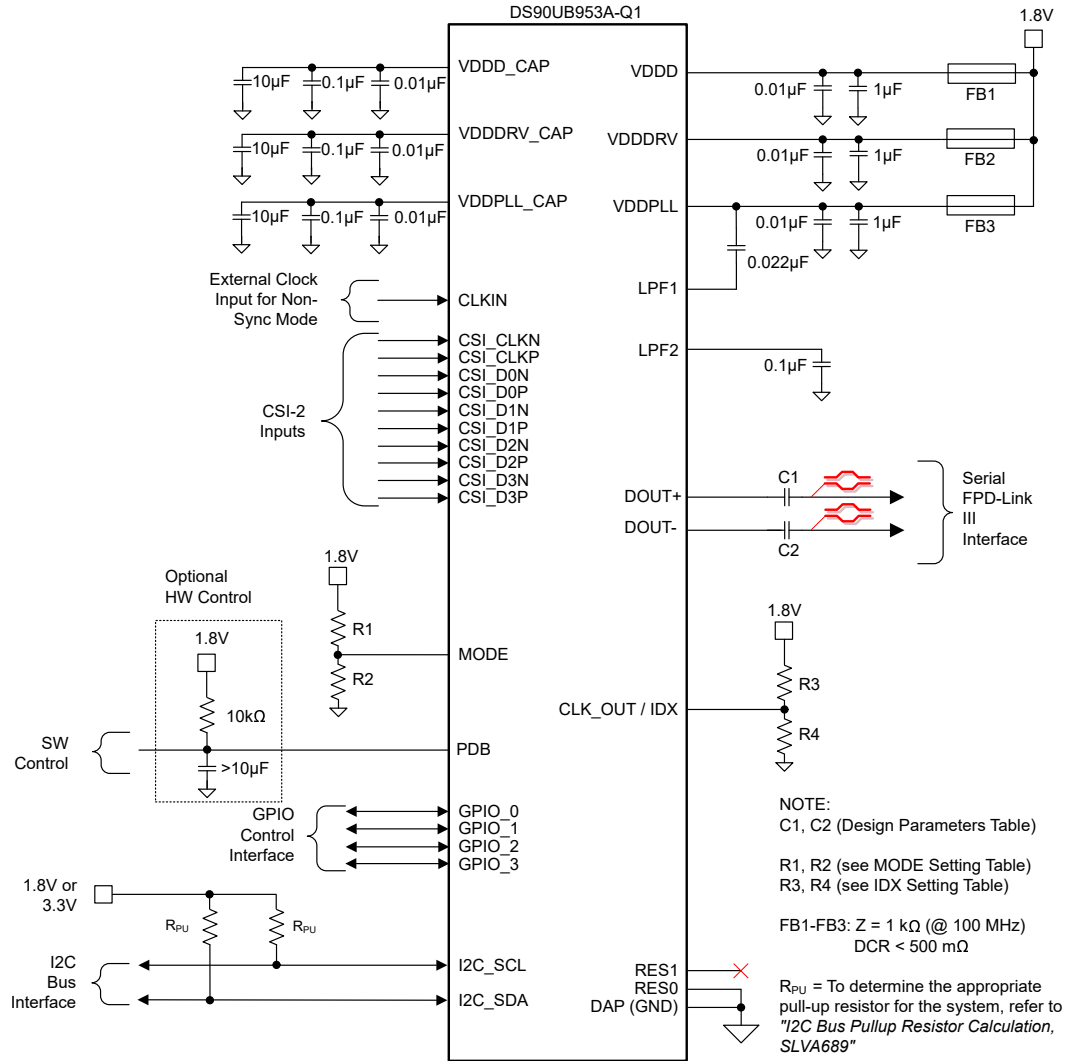 DS90UB953A-Q1
1.8V
VDDD_CAP
10µF
0.1µF
0.01µF
VDDDRV_CAP
10µF
0.1µF
0.01µF
VDDPLL_CAP
10µF
0.1µF
0.01µF
External Clock
Input for Non-
Sync Mode
CLKIN
CSI-2
Inputs
CSI_CLKN
CSI_CLKP
CSI_D0N
CSI_D0P
CSI_D1N
CSI_D1P
CSI_D2N
CSI_D2P
CSI_D3N
CSI_D3P
1.8V
R1
R2
MODE
Optional
HW Control
1.8V
10kΩ
>10µF
SW
Control
PDB
GPIO
Control
Interface
GPIO_0
GPIO_1
GPIO_2
GPIO_3
1.8V or
3.3V
RPU
RPU
I2C
Bus
Interface
I2C_SCL
I2C_SDA
VDDD
0.01µF
1µF
FB1
VDDDRV
0.01µF
1µF
FB2
VDDPLL
0.01µF
1µF
FB3
0.022µF
LPF1
LPF2
0.1µF
DOUT+
DOUT-
C1
C2
Serial
FPD-Link
III
Interface
1.8V
R3
R4
CLK_OUT / IDX
RES1
RES0
DAP (GND)
NOTE:
C1, C2 (Design Parameters Table)
R1, R2 (see MODE Setting Table)
R3, R4 (see IDX Setting Table)
FB1-FB3: Z = 1 kΩ (@ 100 MHz)
DCR < 500 mΩ
RPU = To determine the appropriate
pull-up resistor for the system, refer to
"I2C Bus Pullup Resistor Calculation,
SLVA689"